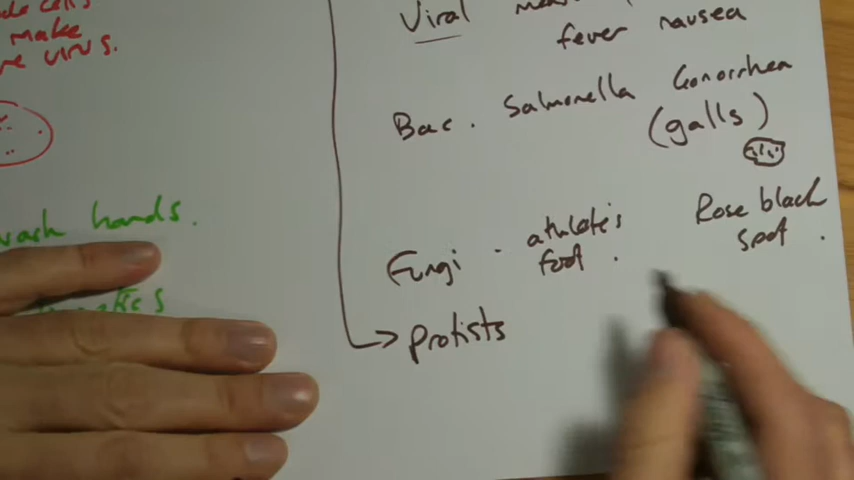 make
virus.
wash hands.
Viral
fever nausea
Bac. Salmonella Gonorrhea
(galls)
Fungi - athlete's
foot.
Rose black
spot.
→ protists